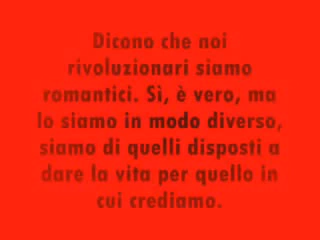 Dicono che noi
rivoluzionari siamo
romantici. Sì, è vero, ma
lo siamo in modo diverso,
siamo di quelli disposti a
dare la vita per quello in
cui crediamo.